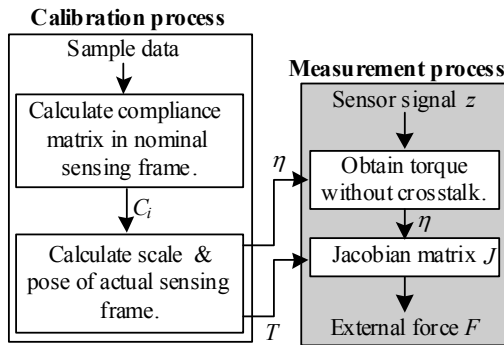 Calibration process
Sample data
Calculate compliance
matrix in nominal
sensing frame.
C_i
Calculate scale &
pose of actual sensing
frame.
η
T
Measurement process
Sensor signal z
Obtain torque
without crosstalk.
η
Jacobian matrix J
External force F